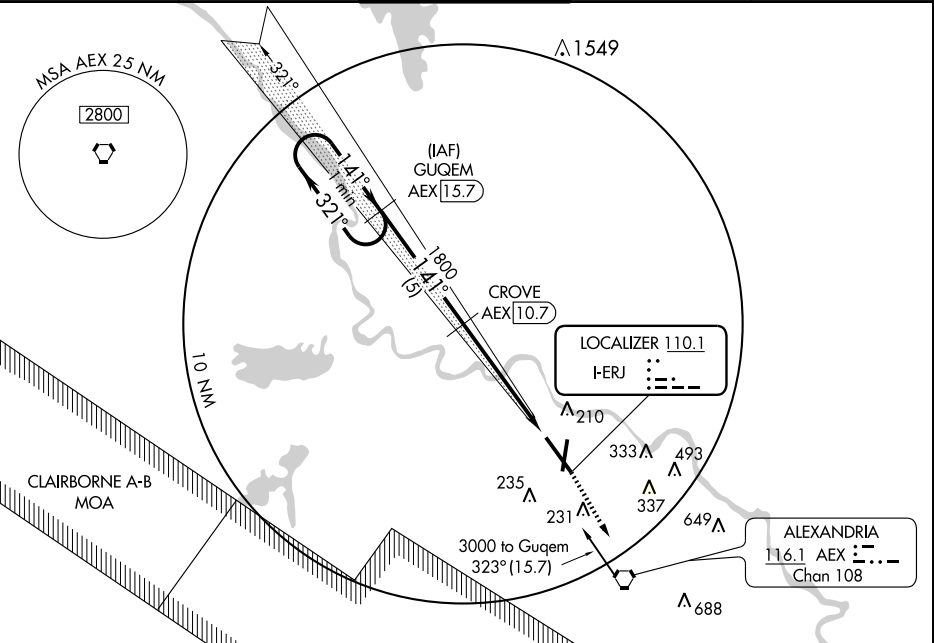 MSA AEX 25 NM
2800
1549
321°
(IAF)
GUQEM
AEX 15.7
141°
1 min
321°
1800
141°
(5)
CROVE
AEX 10.7
LOCALIZER 110.1
I-ERJ
10 NM
210
333
493
CLAIRBORNE A-B
MOA
235
337
231
649
3000 to Guqem
323° (15.7)
ALEXANDRIA
116.1 AEX
Chan 108
688